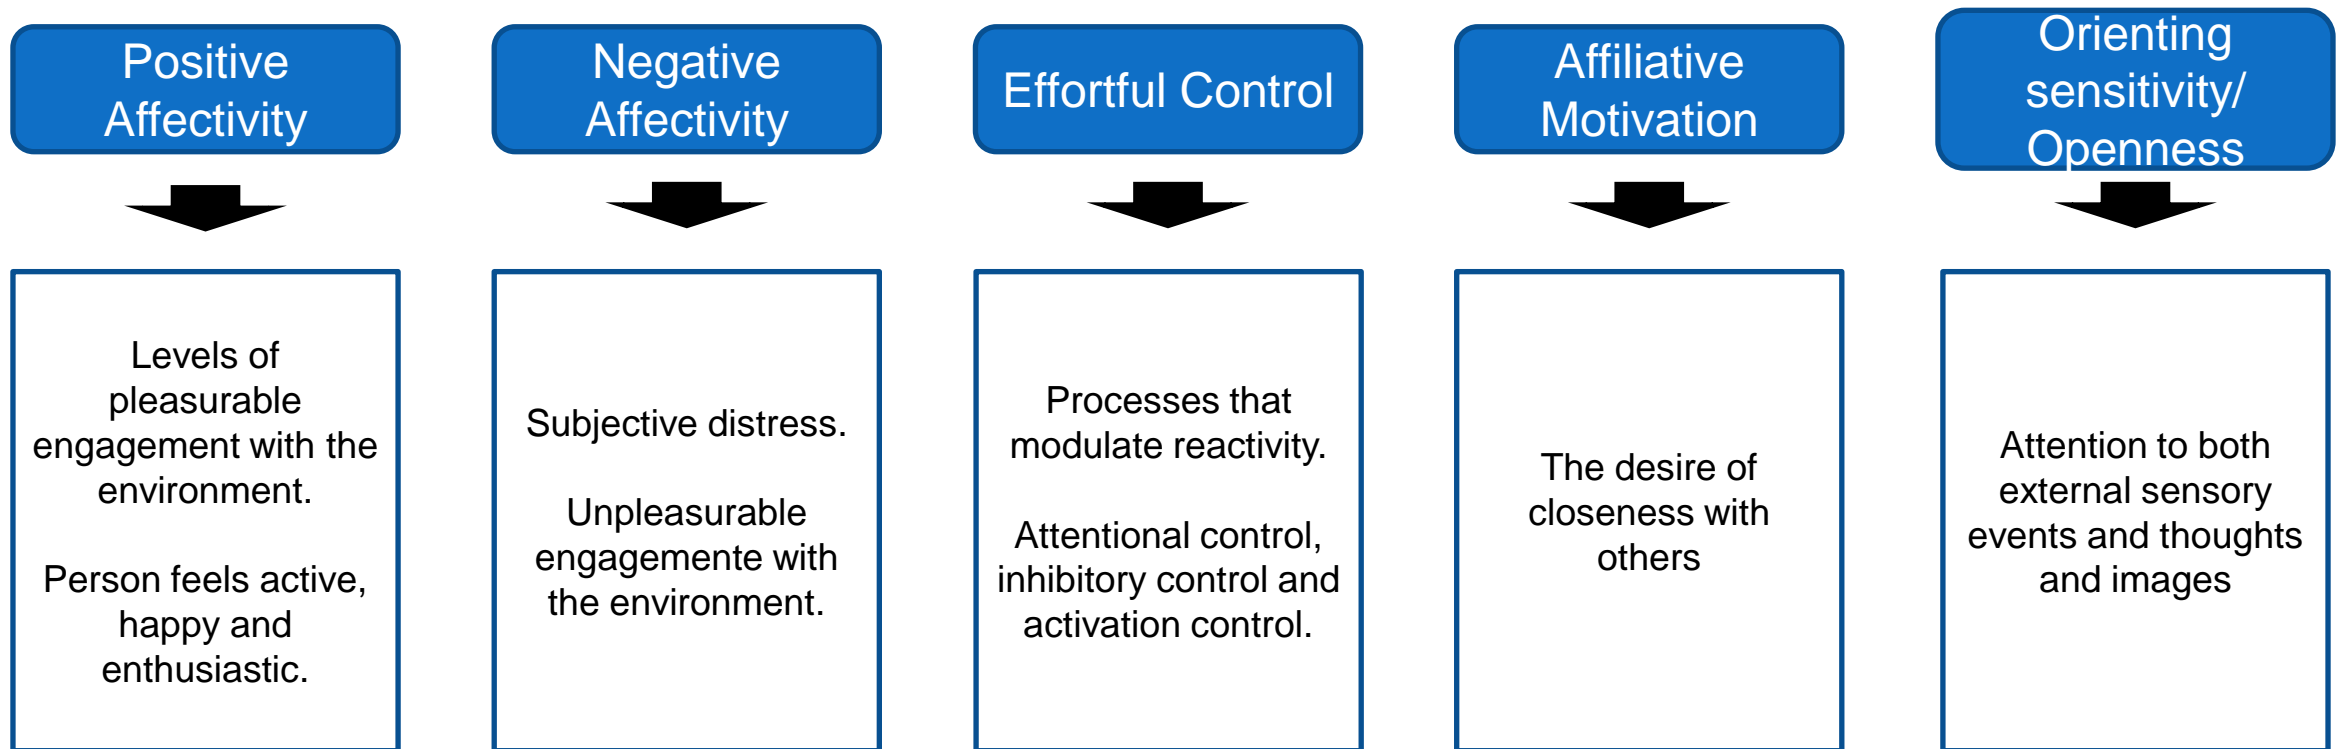 Positive
Affectivity
Levels of
pleasurable
engagement with the
environment.
Person feels active,
happy and
enthusiastic.
Negative
Affectivity
Subjective distress.
Unpleasurable
engagemente with
the environment.
Effortful Control
Processes that
modulate reactivity.
Attentional control,
inhibitory control and
activation control.
Affiliative
Motivation
The desire of
closeness with
others
Orienting
sensitivity/
Openness
Attention to both
external sensory
events and thoughts
and images